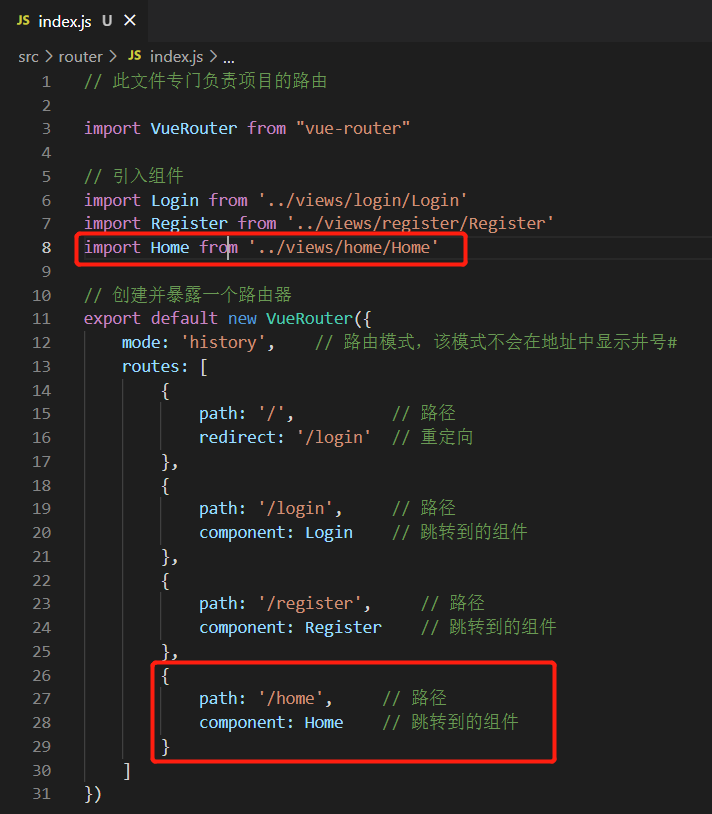 JS index.js U ×
src > router > JS index.js > ...
1 // 此文件专门负责项目的路由
2
3 import VueRouter from "vue-router"
4
5 // 引入组件
6 import Login from '../views/login/Login'
7 import Register from '../views/register/Register'
8 import Home from '../views/home/Home'
9
10 // 创建并暴露一个路由器
11 export default new VueRouter({
12 mode: 'history', // 路由模式，该模式不会在地址中显示井号#
13 routes: [
14 {
15 path: '/', // 路径
16 redirect: '/login' // 重定向
17 },
18 {
19 path: '/login', // 路径
20 component: Login // 跳转到的组件
21 },
22 {
23 path: '/register', // 路径
24 component: Register // 跳转到的组件
25 },
26 {
27 path: '/home', // 路径
28 component: Home // 跳转到的组件
29 }
30 ]
31 })